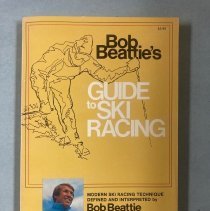 Bob
Beattie's
GUIDE
to SKI
RACING
MODERN SKI RACING TECHNIQUE
DEFINED AND INTERPRETED by
Bob Beattie